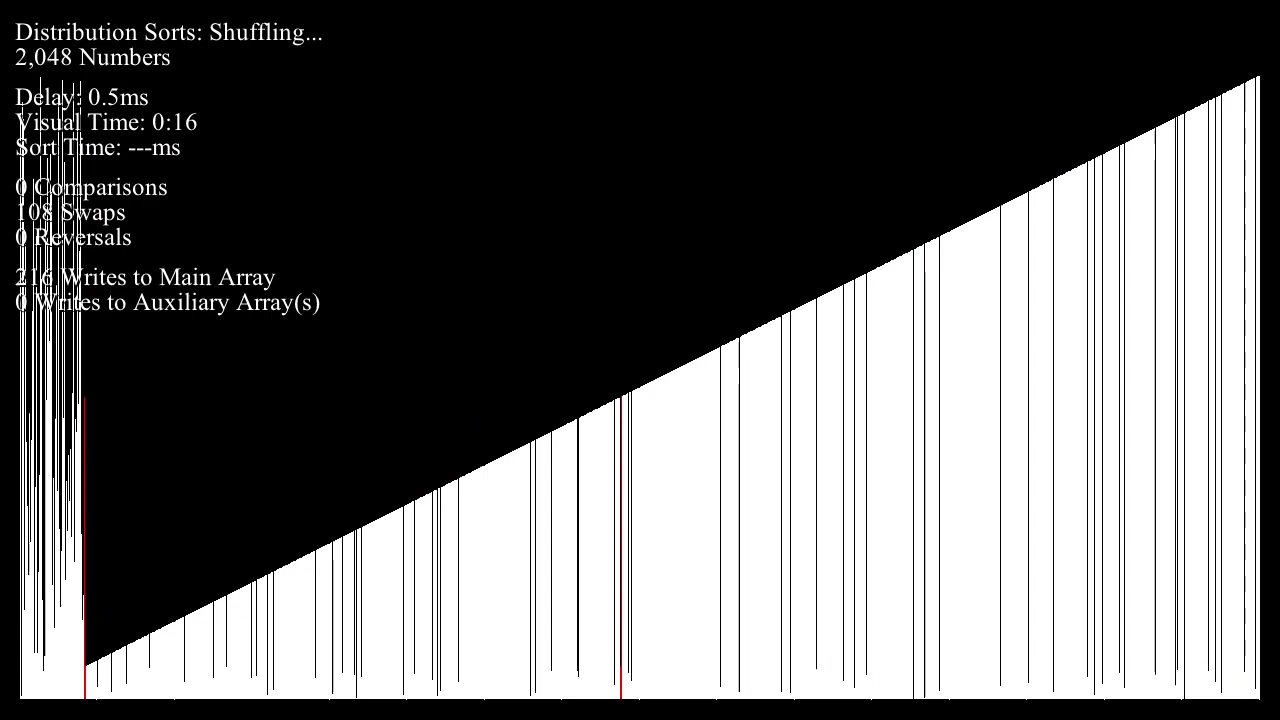 Distribution Sorts: Shuffling...
2,048 Numbers
Delay: 0.5ms
Visual Time: 0:16
Sort Time: ---ms
0 Comparisons
108 Swaps
0 Reversals
216 Writes to Main Array
0 Writes to Auxiliary Array(s)